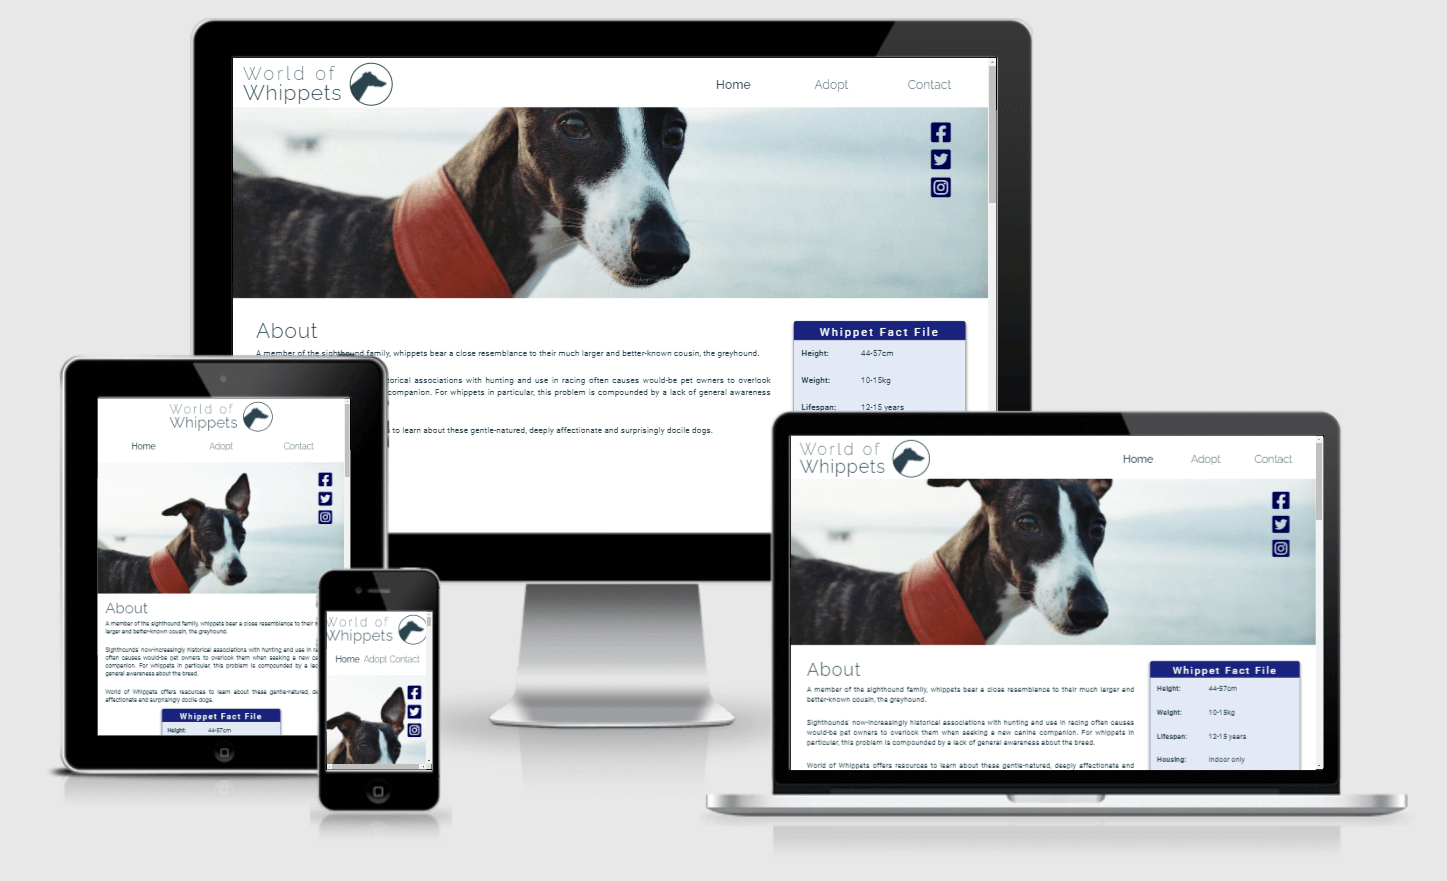 World of
Whippets
Home
Adopt
Contact
About
A member of the sighthound family, whippets bear a close resemblance to their much larger and better-known cousin, the greyhound.
torical associations with hunting and use in racing often causes would-be pet owners to overlook
companion. For whippets in particular, this problem is compounded by a lack of general awareness
to learn about these gentle-natured, deeply affectionate and surprisingly docile dogs.
Whippet Fact File
Height: 44-57cm
Weight: 10-15kg
Lifespan: 12-15 years
World of
Whippets
Home
Adopt
Contact
About
A member of the sighthound family, whippets bear a close resemblance to their
larger and better-known cousin, the greyhound.
Sighthounds' now-increasingly historical associations with hunting and use in
often causes would-be pet owners to overlook them when seeking a new
companion. For whippets in particular, this problem is compounded by a
general awareness about the breed.
World of Whippets offers resources to learn about these gentle-natured,
affectionate and surprisingly docile dogs.
Whippet Fact File
Height: 44-57cm
World of
Whippets
Home
Adopt
Contact
World of
Whippets
Home
Adopt
Contact
About
A member of the sighthound family, whippets bear a close resemblance to their much larger and
better-known cousin, the greyhound.
Sighthounds' now-increasingly historical associations with hunting and use in racing often causes
would-be pet owners to overlook them when seeking a new canine companion. For whippets in
particular, this problem is compounded by a lack of general awareness about the breed.
World of Whippets offers resources to learn about these gentle-natured, deeply affectionate and
Whippet Fact File
Height: 44-57cm
Weight: 10-15kg
Lifespan: 12-15 years
Housing: Indoor only